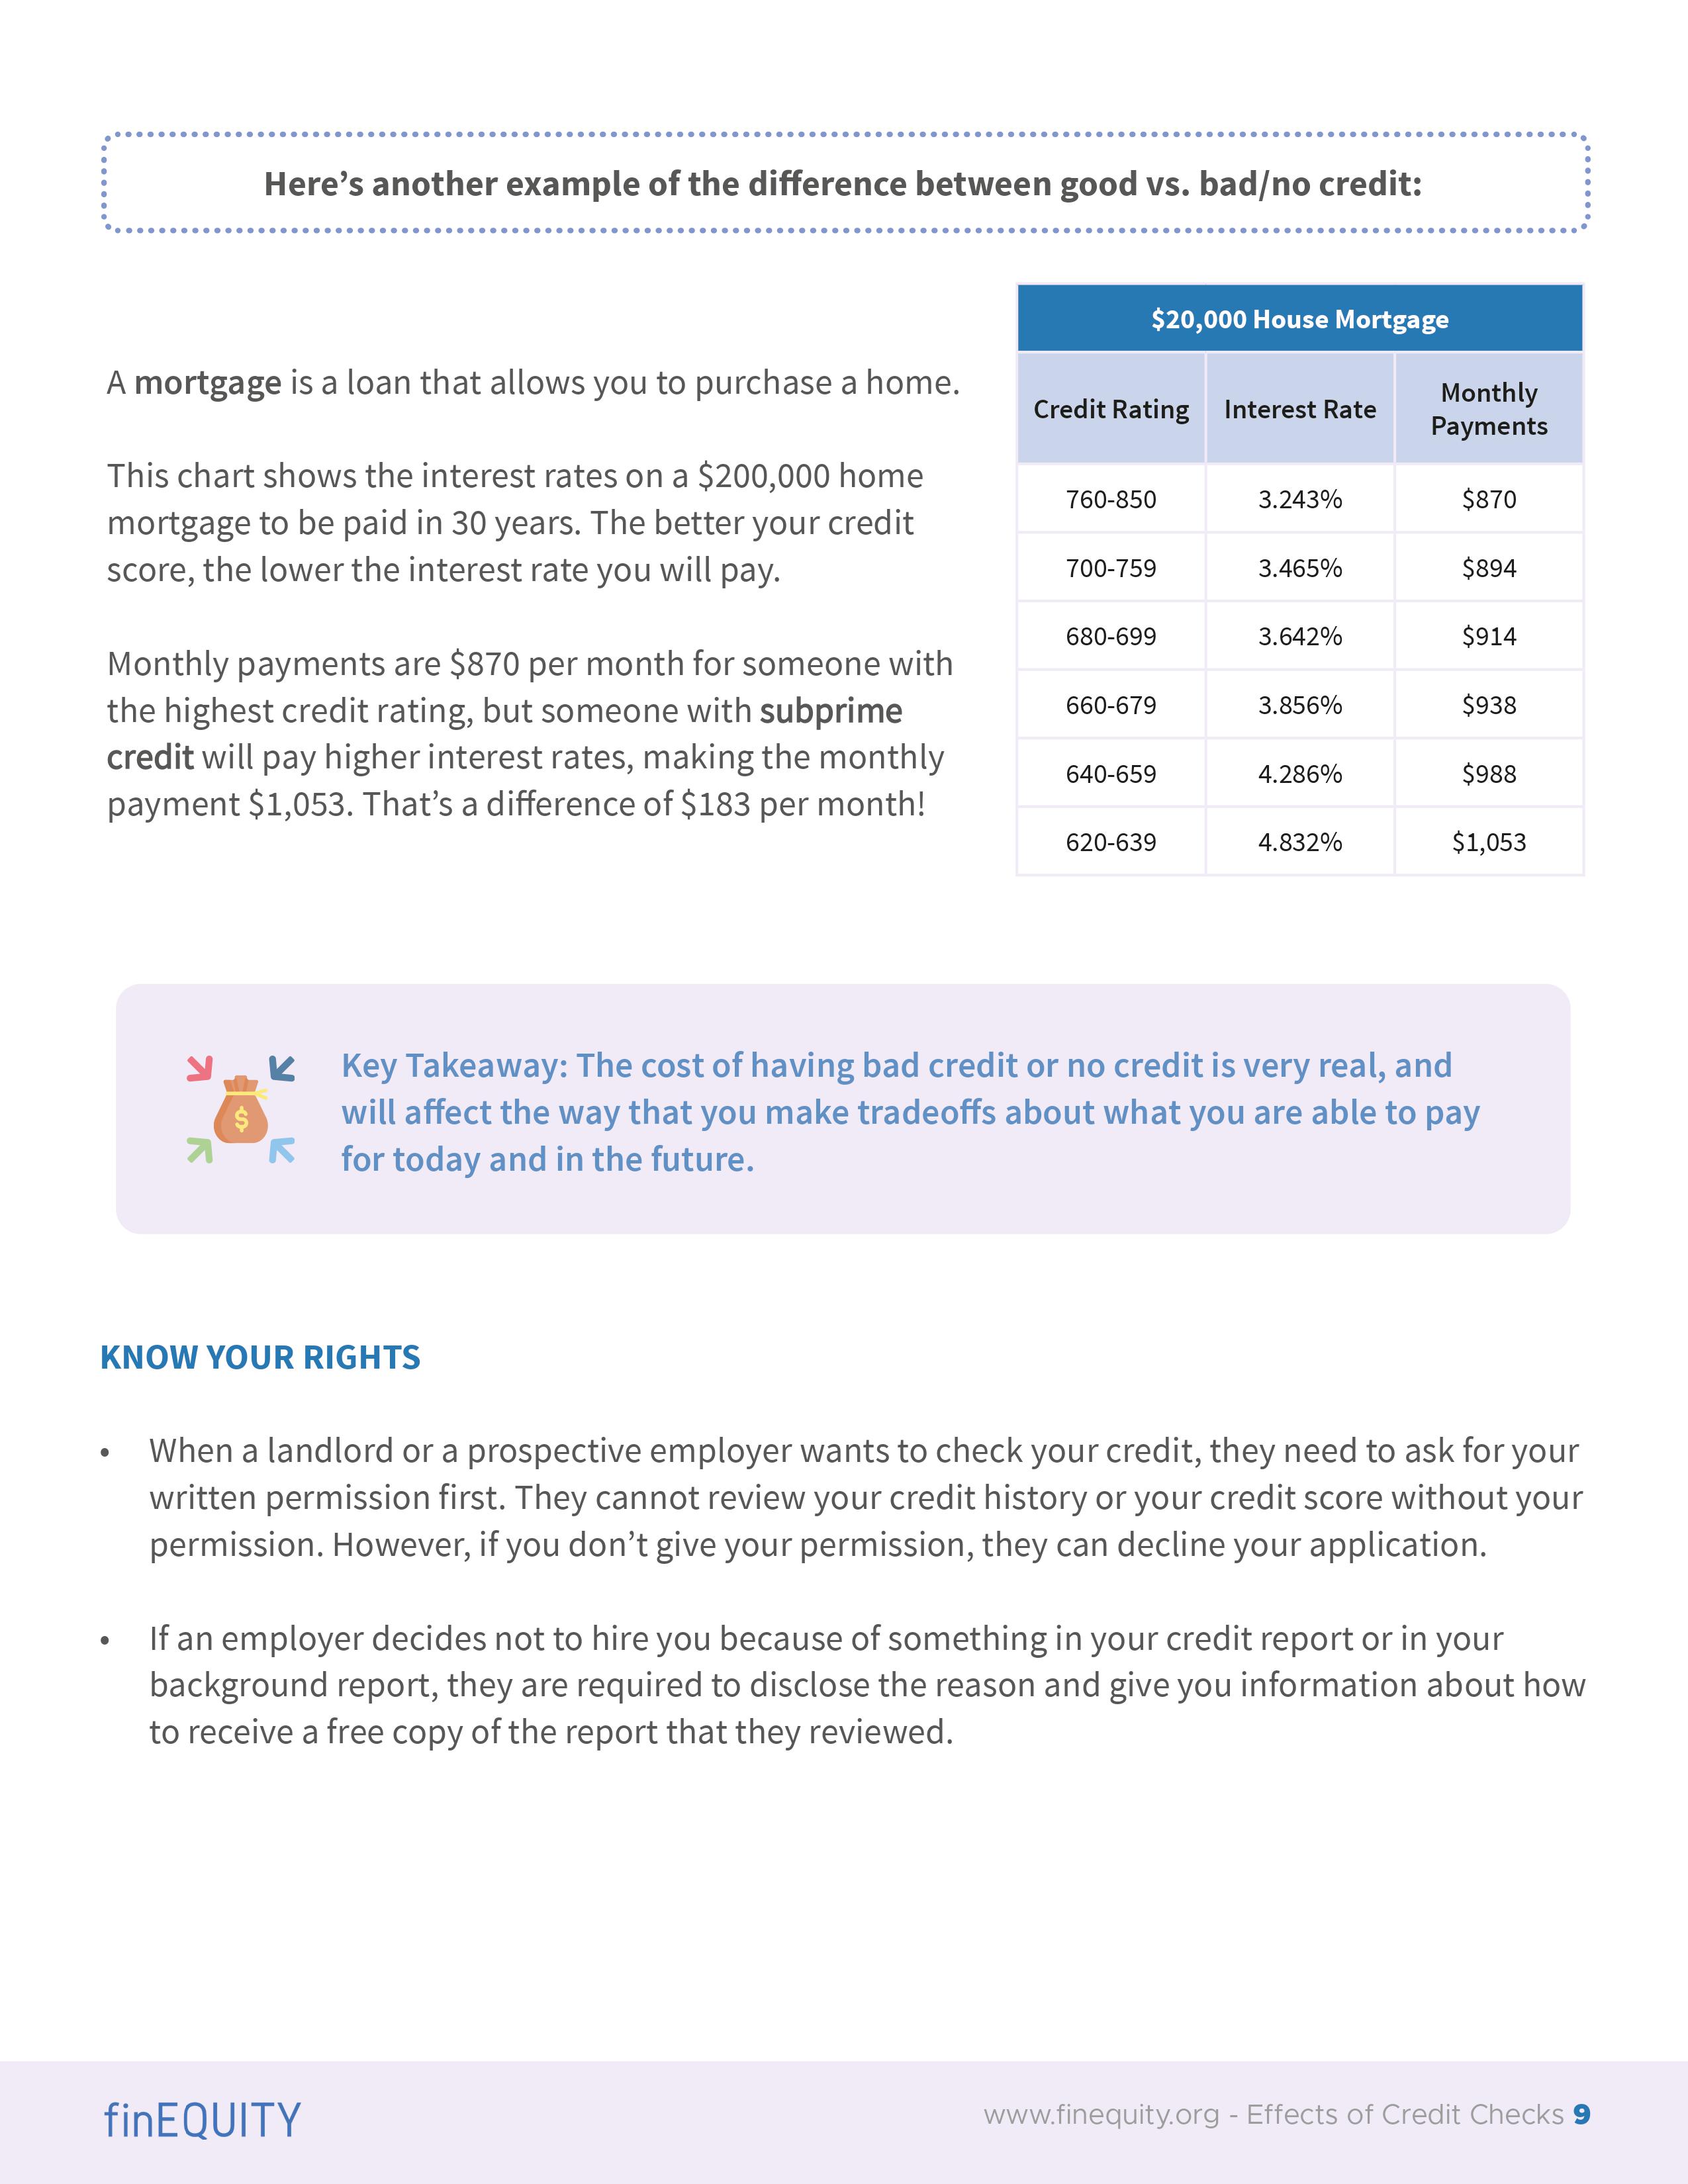 Here’s another example of the difference between good vs. bad/no credit:
A mortgage is a loan that allows you to purchase a home.
This chart shows the interest rates on a $200,000 home
mortgage to be paid in 30 years. The better your credit
score, the lower the interest rate you will pay.
Monthly payments are $870 per month for someone with
the highest credit rating, but someone with subprime
credit will pay higher interest rates, making the monthly
payment $1,053. That’s a difference of $183 per month!
$20,000 House Mortgage
Credit Rating Interest Rate Monthly
Payments
760-850 3.243% $870
700-759 3.465% $894
680-699 3.642% $914
660-679 3.856% $938
640-659 4.286% $988
620-639 4.832% $1,053
$
Key Takeaway: The cost of having bad credit or no credit is very real, and
will affect the way that you make tradeoffs about what you are able to pay
for today and in the future.
KNOW YOUR RIGHTS
• When a landlord or a prospective employer wants to check your credit, they need to ask for your
written permission first. They cannot review your credit history or your credit score without your
permission. However, if you don’t give your permission, they can decline your application.
• If an employer decides not to hire you because of something in your credit report or in your
background report, they are required to disclose the reason and give you information about how
to receive a free copy of the report that they reviewed.
finEQUITY
www.finequity.org - Effects of Credit Checks 9